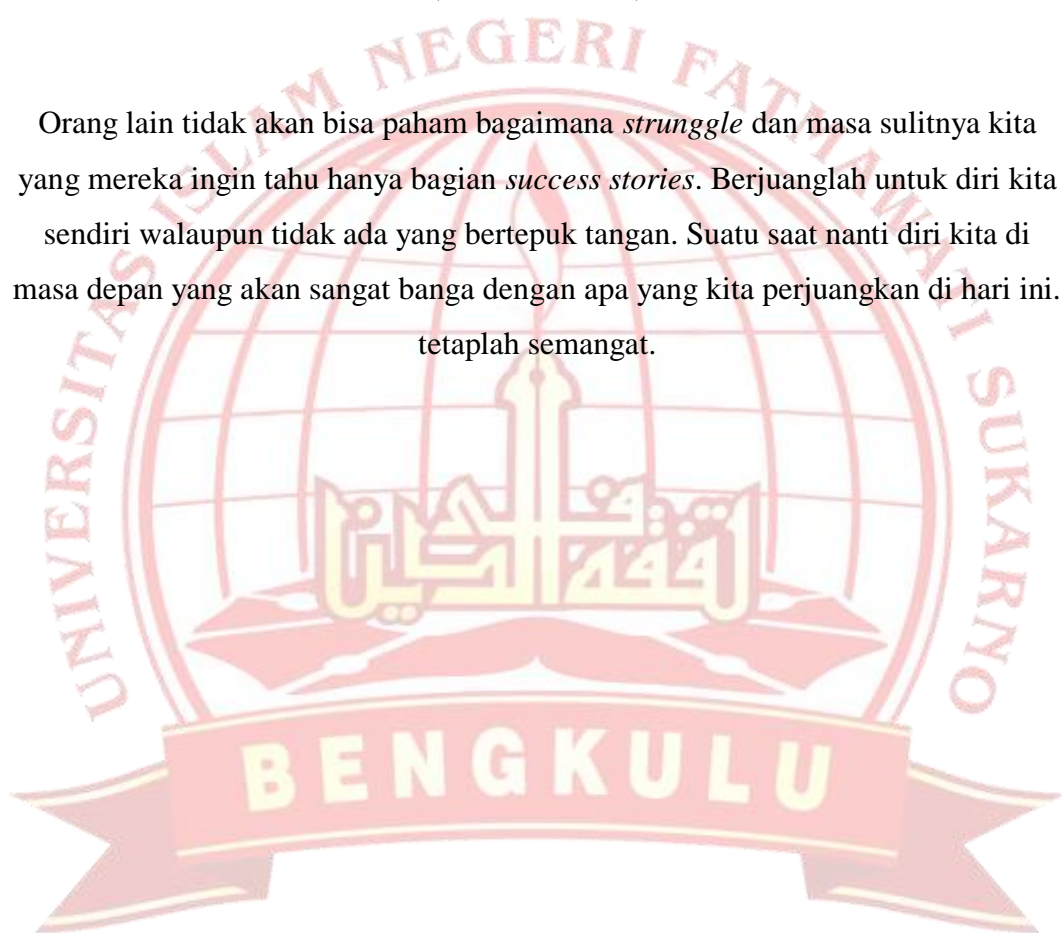 Orang lain tidak akan bisa paham bagaimana strunggle dan masa sulitnya kita
yang mereka ingin tahu hanya bagian success stories. Berjuanglah untuk diri kita
sendiri walaupun tidak ada yang bertepuk tangan. Suatu saat nanti diri kita di
masa depan yang akan sangat bangga dengan apa yang kita perjuangkan di hari ini.
tetaplah semangat.
UNIVERSITAS ISLAM NEGERI FATMAWATI SUKARNO
BENGKULU